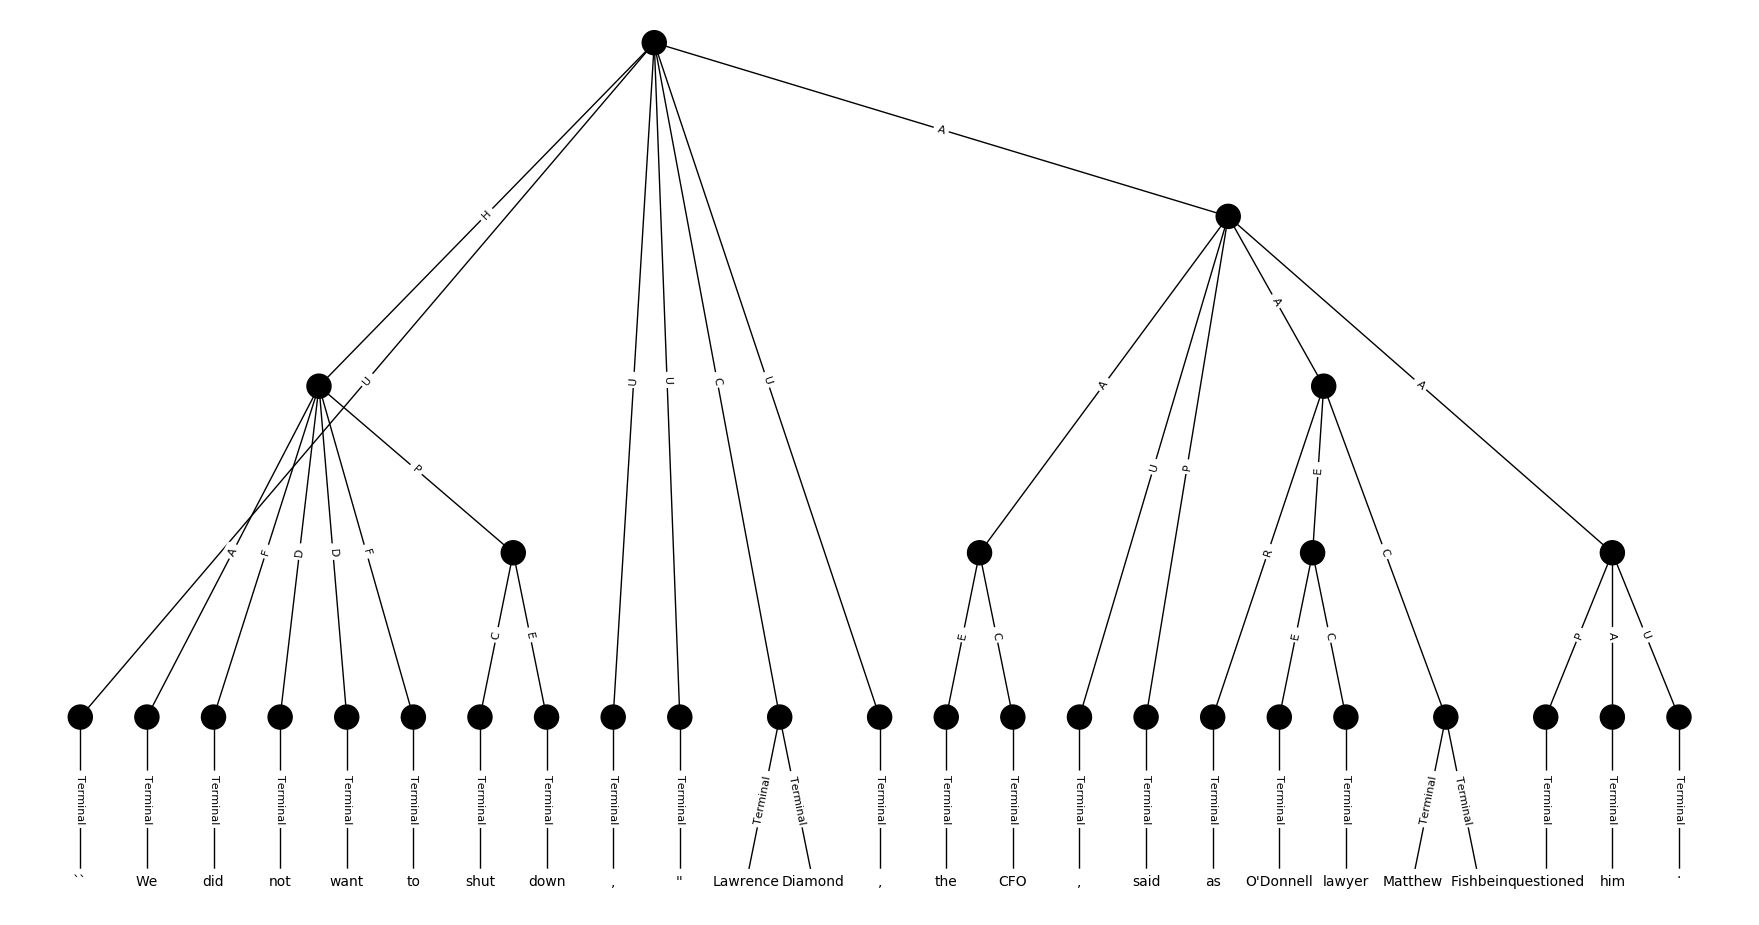 A
H
A
U U U C U A A
P U P E
A F D D F R C
C E E C E C P A U
Terminal Terminal Terminal Terminal Terminal Terminal Terminal Terminal Terminal Terminal Terminal Terminal Terminal Terminal Terminal Terminal Terminal Terminal Terminal Terminal Terminal Terminal Terminal Terminal Terminal
`` We did not want to shut down , " Lawrence Diamond , the CFO , said as O'Donnell lawyer Matthew Fishbein questioned him .